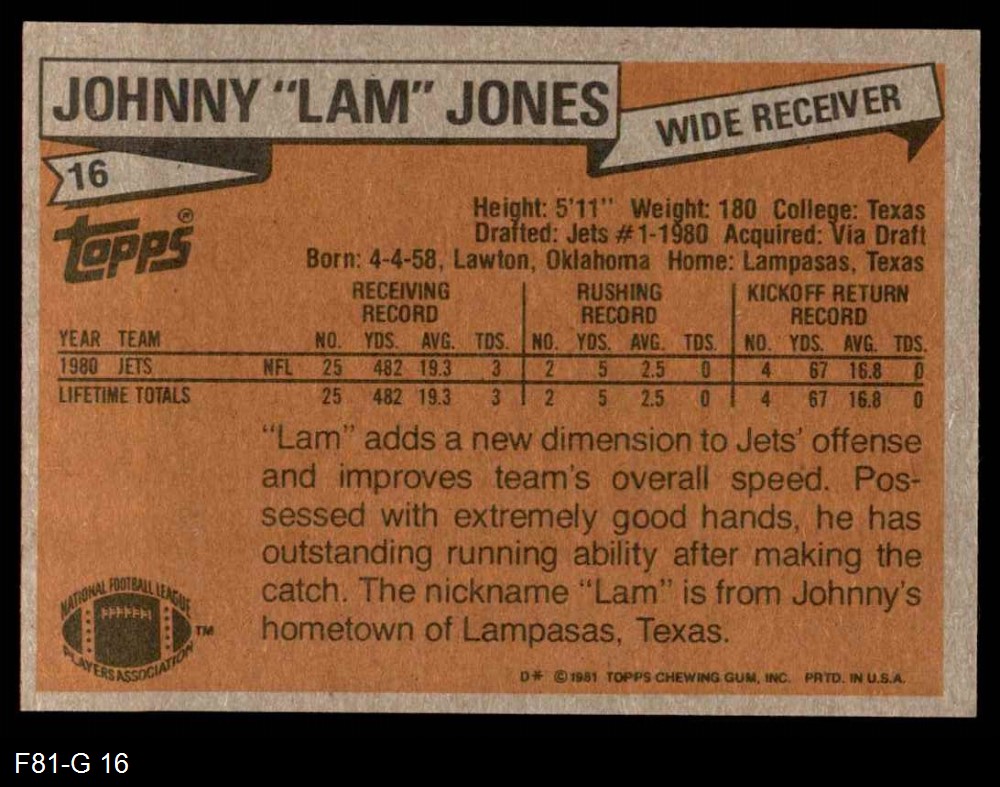 JOHNNY “LAM” JONES
WIDE RECEIVER
16
topps®
Height: 5'11" Weight: 180 College: Texas
Drafted: Jets #1-1980 Acquired: Via Draft
Born: 4-4-58, Lawton, Oklahoma Home: Lampasas, Texas
RECEIVING RECORD RUSHING RECORD KICKOFF RETURN RECORD
YEAR TEAM NO. YDS. AVG. TDS. NO. YDS. AVG. TDS. NO. YDS. AVG. TDS.
1980 JETS NFL 25 482 19.3 3 2 5 2.5 0 4 67 16.8 0
LIFETIME TOTALS 25 482 19.3 3 2 5 2.5 0 4 67 16.8 0
“Lam” adds a new dimension to Jets’ offense
and improves team’s overall speed. Pos-
sessed with extremely good hands, he has
outstanding running ability after making the
catch. The nickname “Lam” is from Johnny’s
hometown of Lampasas, Texas.
NATIONAL FOOTBALL LEAGUE
PLAYERS ASSOCIATION
TM
D* © 1981 TOPPS CHEWING GUM, INC. PRTD. IN U.S.A.
F81-G 16